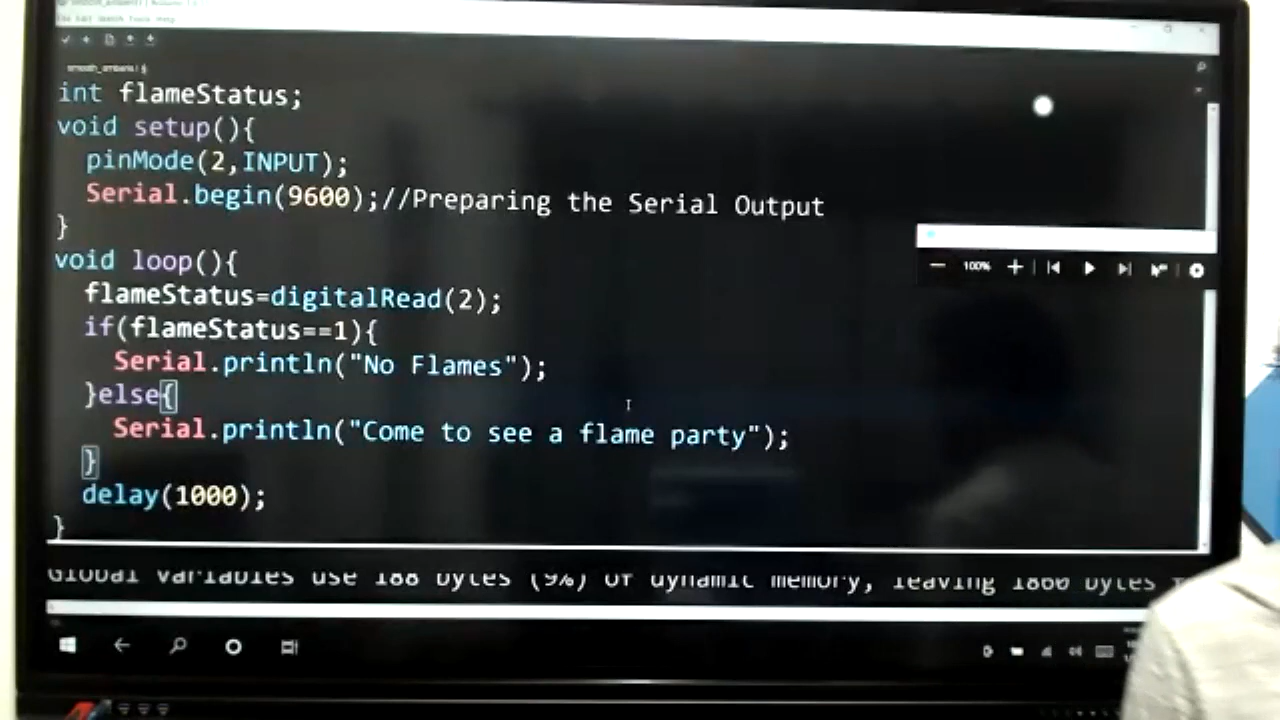 int flameStatus;
void setup(){
  pinMode(2,INPUT);
  Serial.begin(9600);//Preparing the Serial Output
}
void loop(){
  flameStatus=digitalRead(2);
  if(flameStatus==1){
    Serial.println("No Flames");
  }else{
    Serial.println("Come to see a flame party");
  }
  delay(1000);
}
100%
Global variables use 188 bytes (9%) of dynamic memory, leaving 1860 bytes